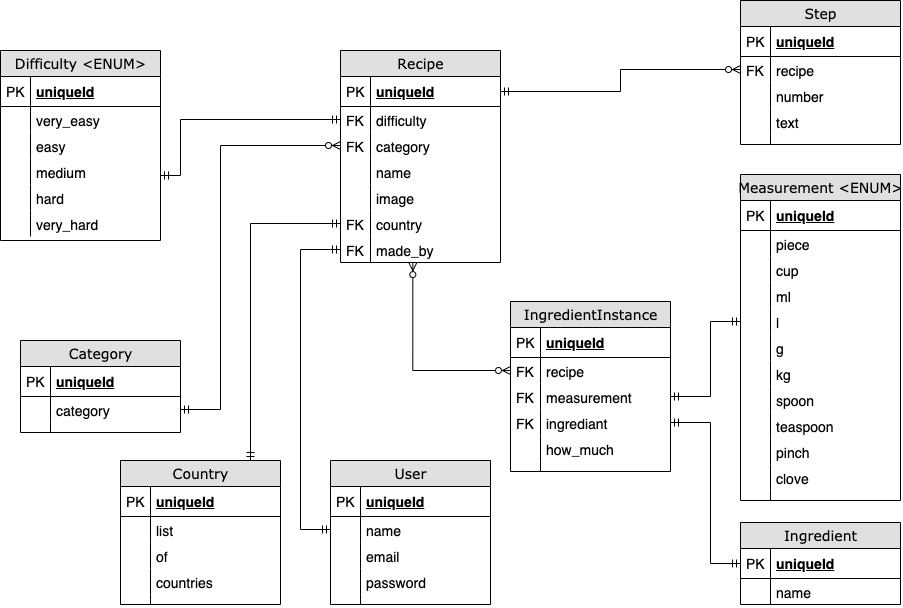 Difficulty <ENUM>
PK uniqueId
very_easy
easy
medium
hard
very_hard
Recipe
PK uniqueId
FK difficulty
FK category
name
image
FK country
FK made_by
Step
PK uniqueId
FK recipe
number
text
Measurement <ENUM>
PK uniqueId
piece
cup
ml
l
g
kg
spoon
teaspoon
pinch
clove
IngredientInstance
PK uniqueId
FK recipe
FK measurement
FK ingrediant
how_much
Category
PK uniqueId
category
Country
PK uniqueId
list
of
countries
User
PK uniqueId
name
email
password
Ingredient
PK uniqueId
name